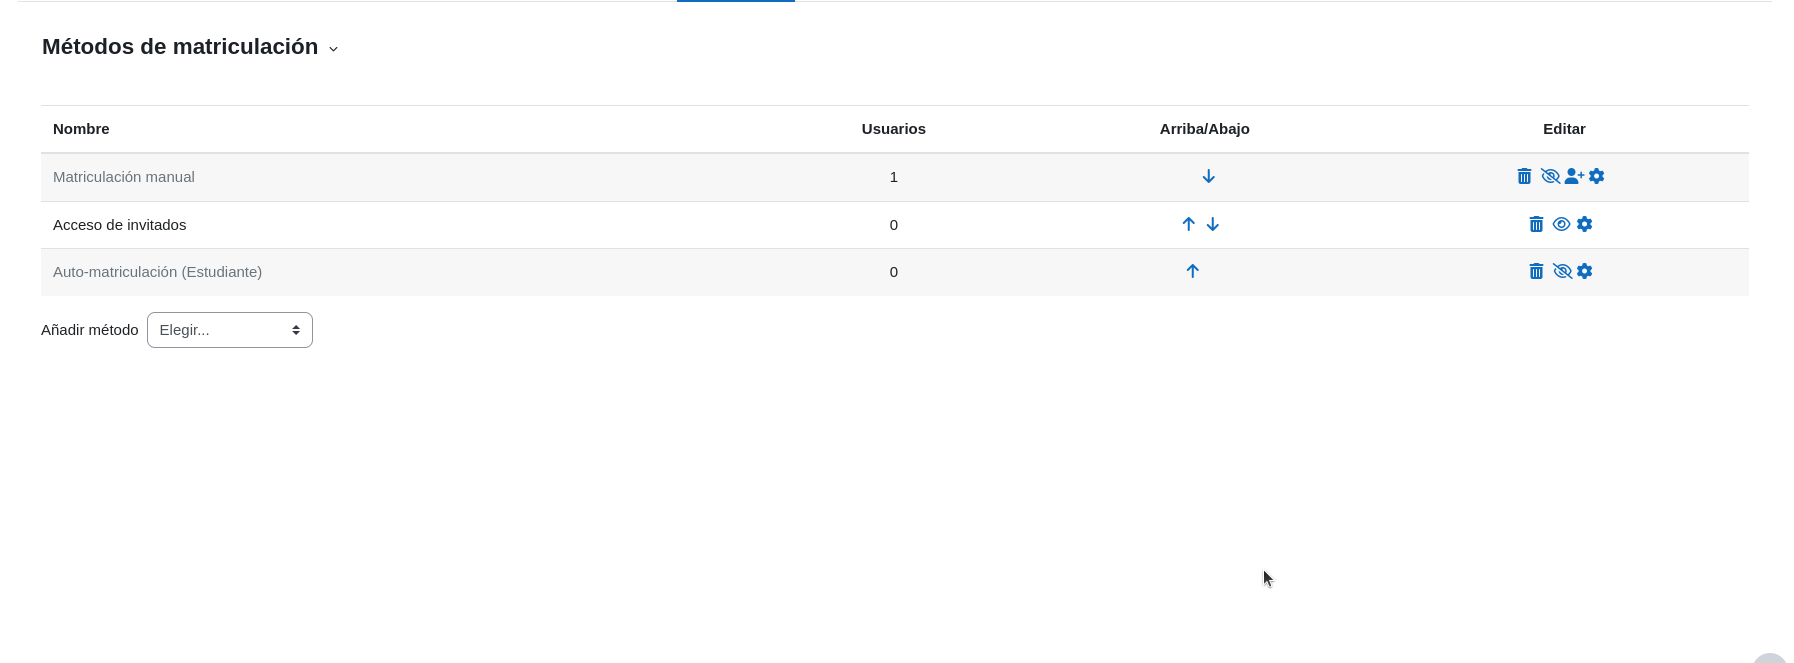 Métodos de matriculación
Nombre Usuarios Arriba/Abajo Editar
Matriculación manual 1
Acceso de invitados 0
Auto-matriculación (Estudiante) 0
Añadir método Elegir...